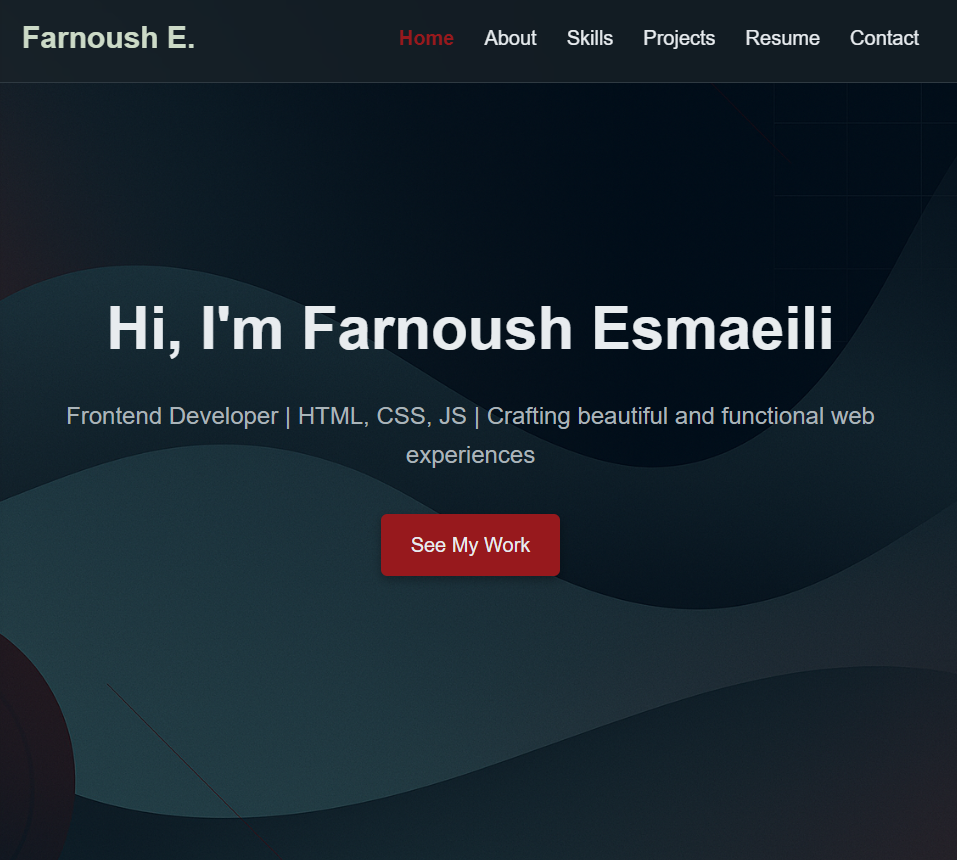 Farnoush E.
Home About Skills Projects Resume Contact
Hi, I'm Farnoush Esmaeili
Frontend Developer | HTML, CSS, JS | Crafting beautiful and functional web
experiences
See My Work